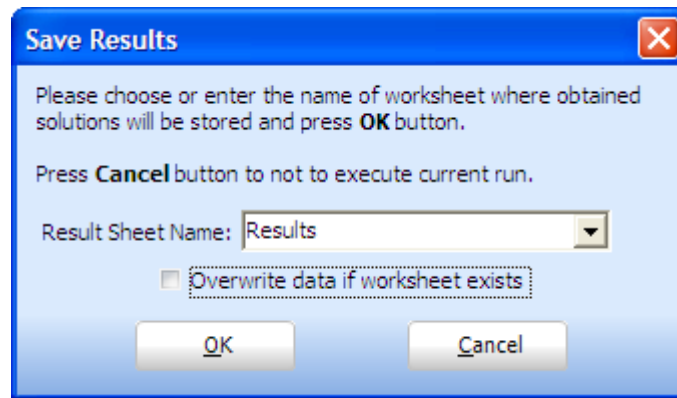 Save Results
Please choose or enter the name of worksheet where obtained
solutions will be stored and press OK button.
Press Cancel button to not to execute current run.
Result Sheet Name: Results
Overwrite data if worksheet exists
OK Cancel